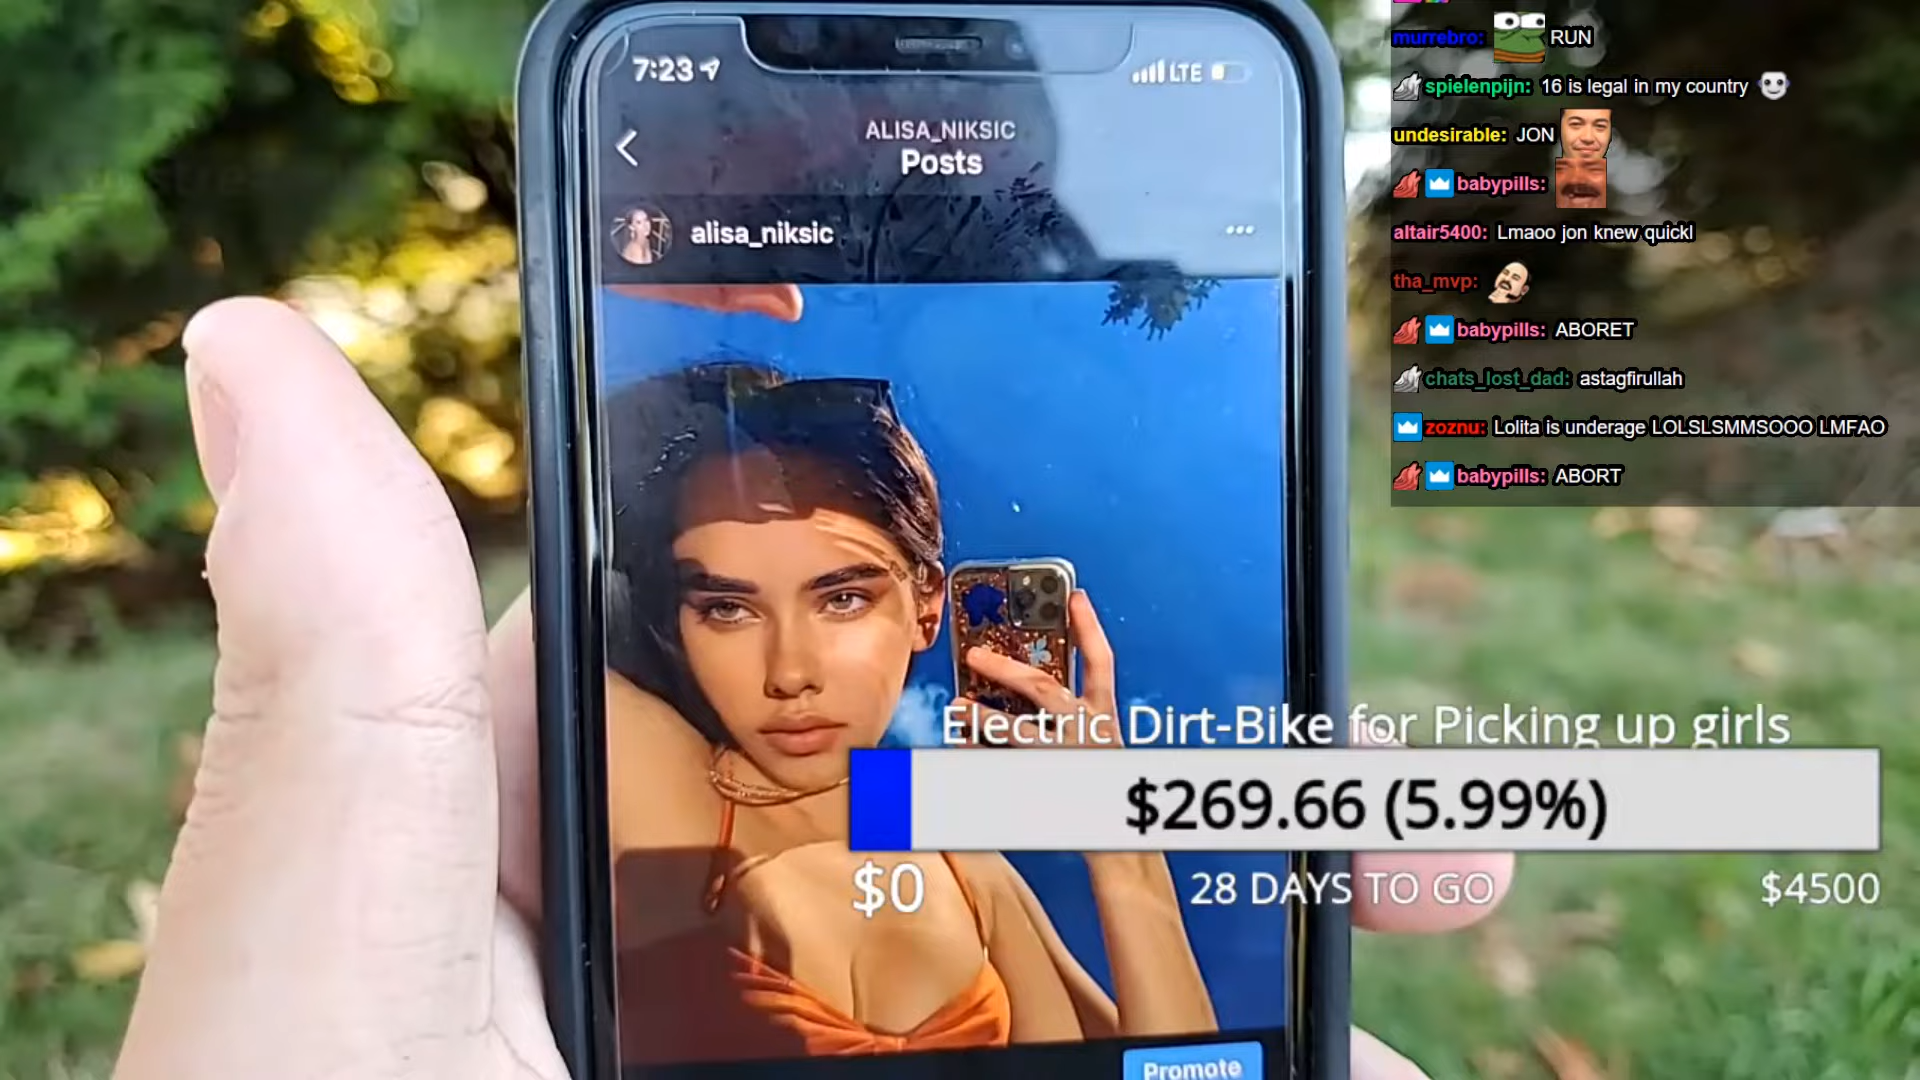 7:23
LTE
ALISA_NIKSIC
Posts
alisa_niksic
Promote
murrebro: RUN
spielenpijn: 16 is legal in my country
undesirable: JON
babypills:
altair5400: Lmaoo jon knew quickl
tha_mvp:
babypills: ABORET
chats_lost_dad: astagfirullah
zoznu: Lolita is underage LOLSLSMMSOOO LMFAO
babypills: ABORT
Electric Dirt-Bike for Picking up girls
$269.66 (5.99%)
$0
28 DAYS TO GO
$4500